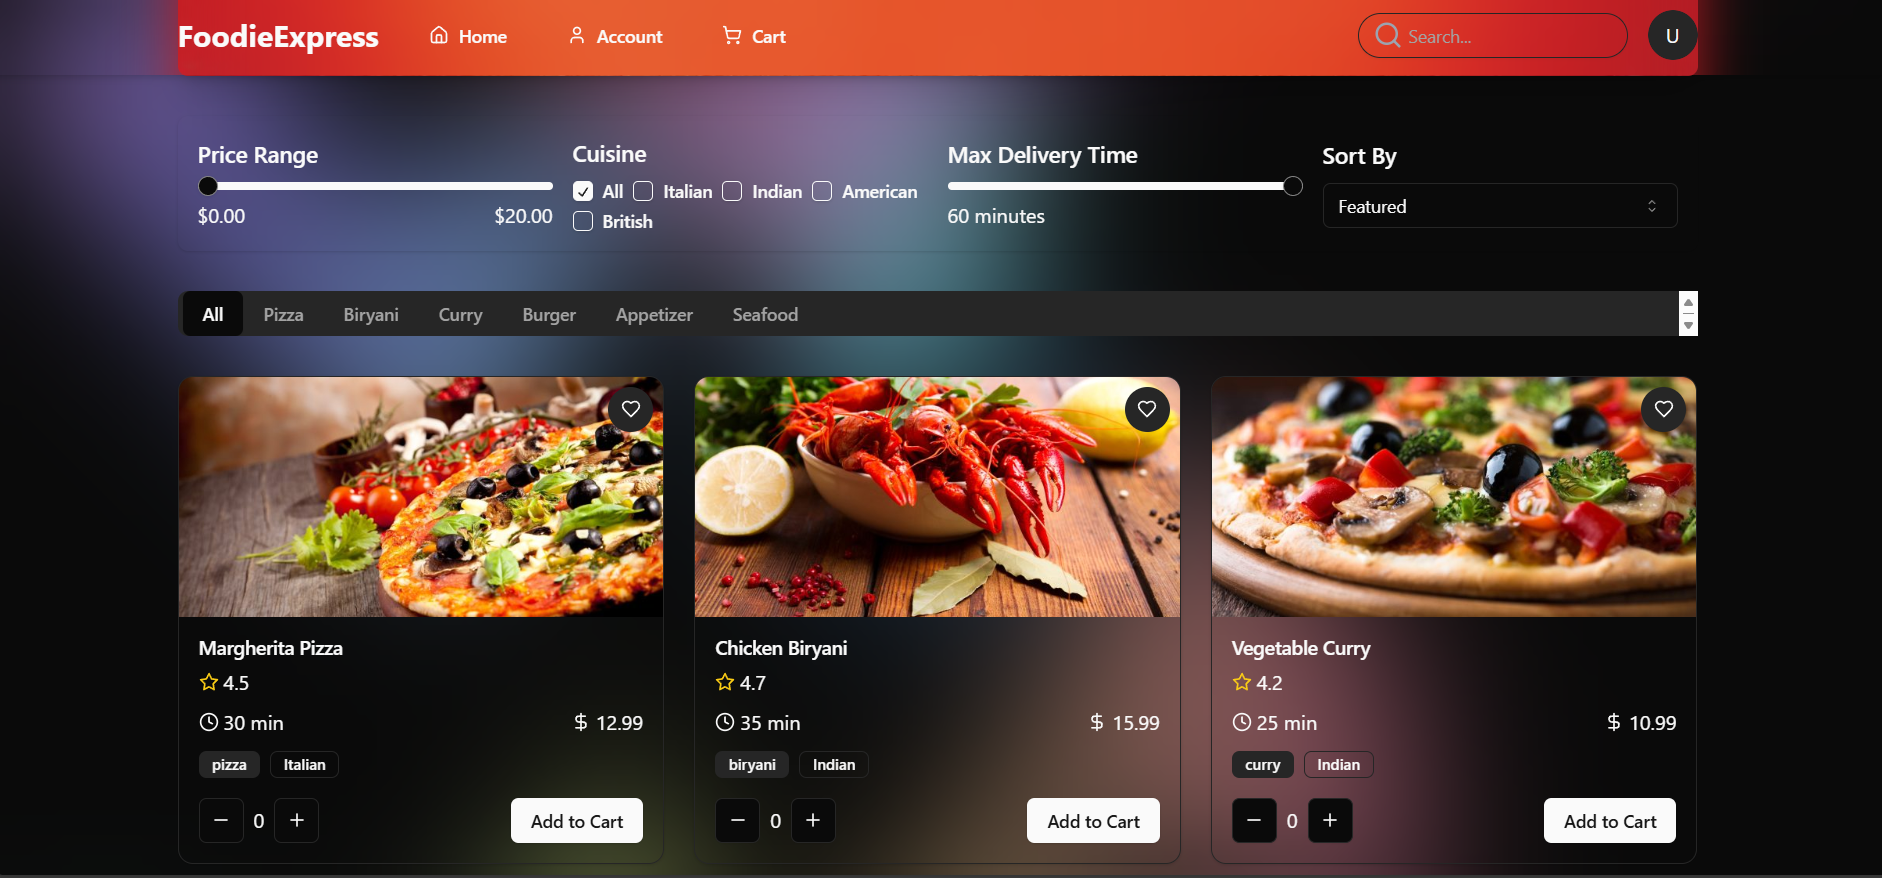 FoodieExpress Home Account Cart Search... U
Price Range
$0.00 $20.00
Cuisine
All Italian Indian American
British
Max Delivery Time
60 minutes
Sort By
Featured
All Pizza Biryani Curry Burger Appetizer Seafood
Margherita Pizza
4.5
30 min $ 12.99
pizza Italian
0 Add to Cart
Chicken Biryani
4.7
35 min $ 15.99
biryani Indian
0 Add to Cart
Vegetable Curry
4.2
25 min $ 10.99
curry Indian
0 Add to Cart